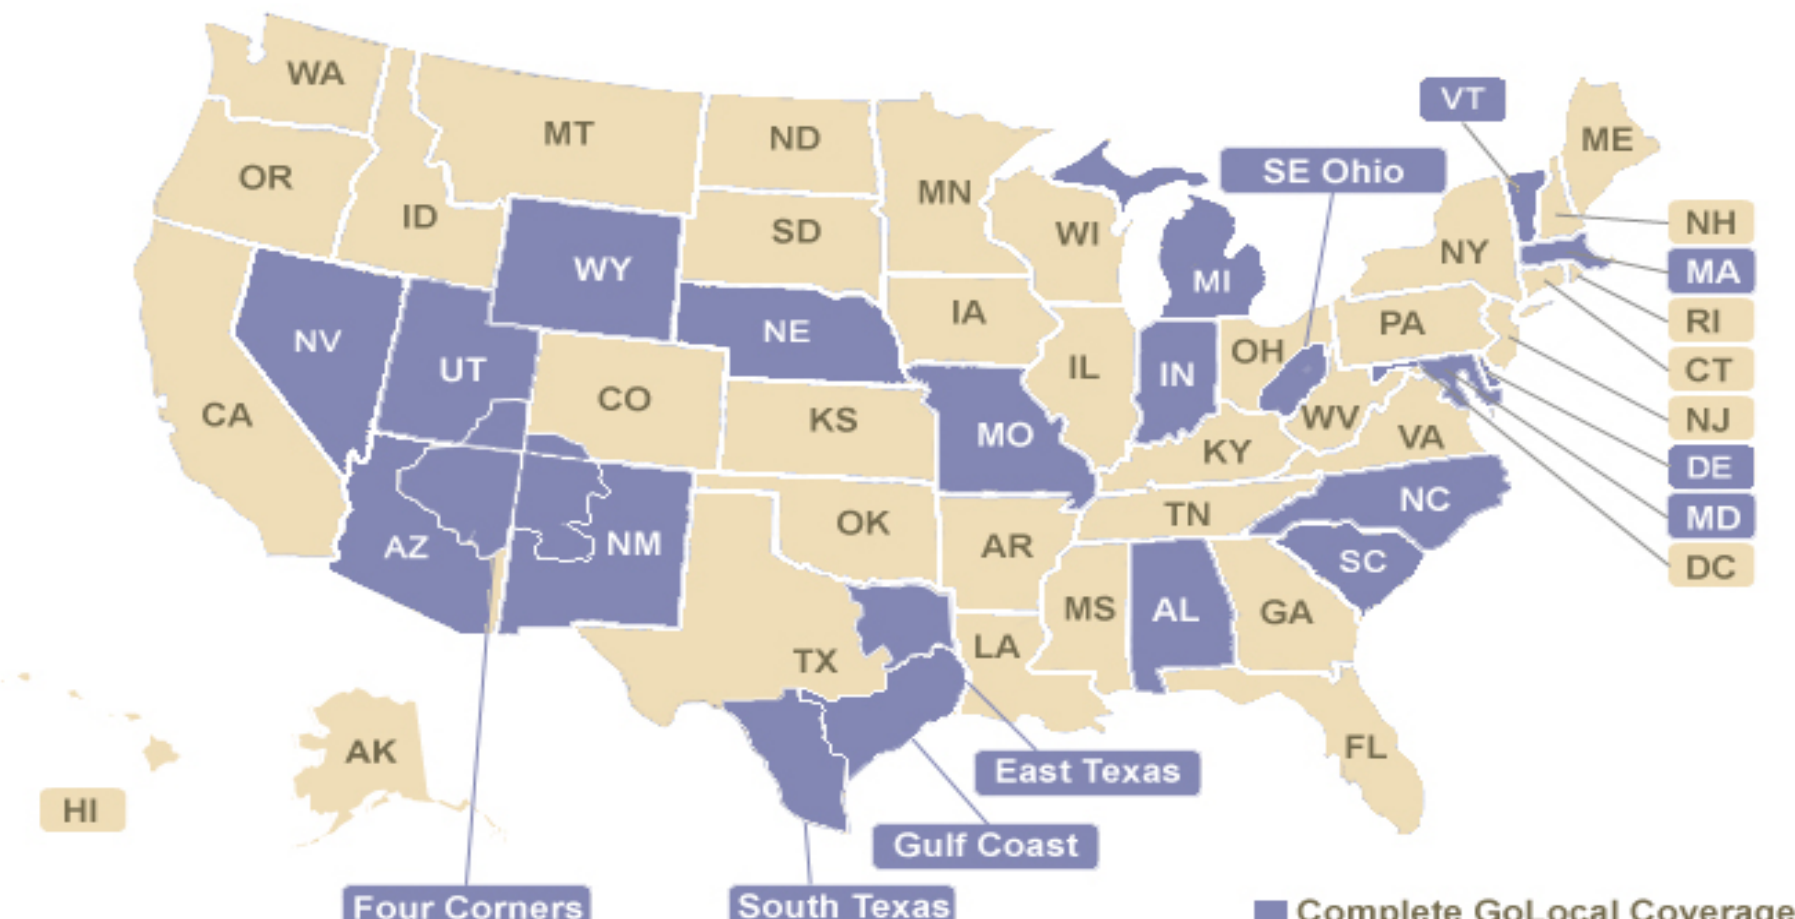 WA
MT
ND
VT
ME
OR
ID
MN
SE Ohio
SD
WI
NH
WY
MI
NY
MA
NV
NE
IA
PA
RI
UT
OH
CO
IL
IN
CT
CA
KS
MO
WV
NJ
KY
VA
DE
OK
TN
NC
MD
AZ
NM
AR
SC
DC
MS
AL
GA
TX
LA
AK
FL
East Texas
HI
Gulf Coast
Four Corners
South Texas
Complete GoLocal Coverage